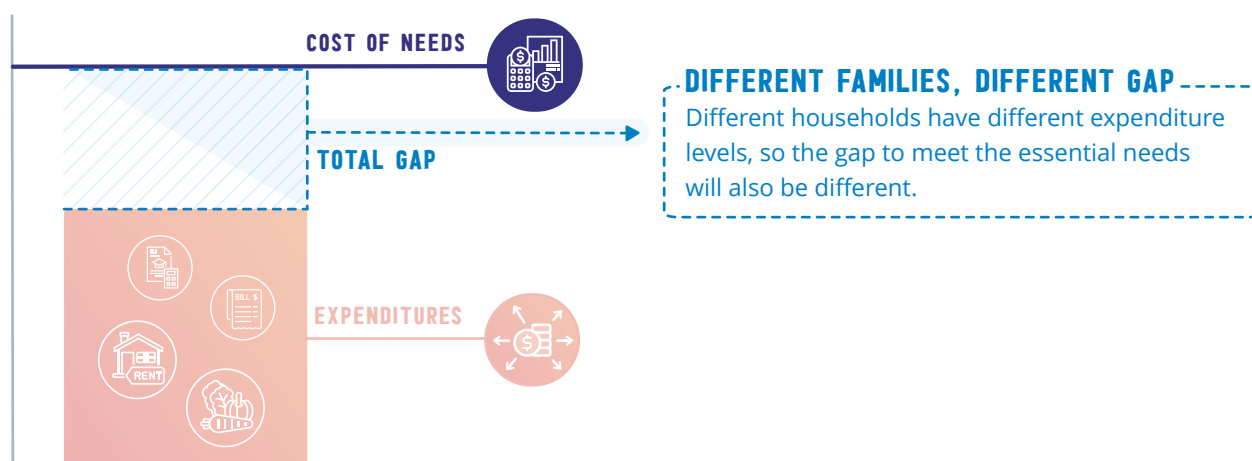 COST OF NEEDS
DIFFERENT FAMILIES, DIFFERENT GAP
Different households have different expenditure
levels, so the gap to meet the essential needs
will also be different.
TOTAL GAP
BILL $
EXPENDITURES
RENT
$
$
$